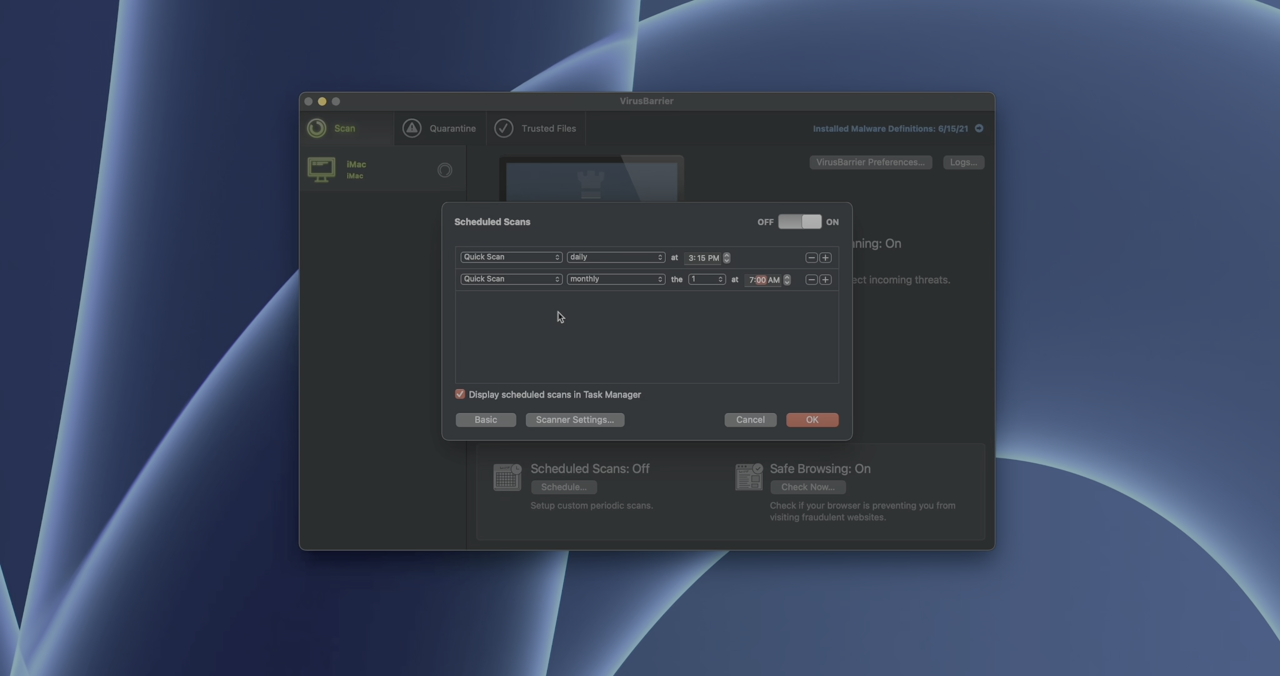 VirusBarrier
Scan
Quarantine
Trusted Files
Installed Malware Definitions: 6/15/21
iMac
iMac
VirusBarrier Preferences...
Logs...
Scheduled Scans
OFF
ON
nning: On
Quick Scan
daily
at
3:15 PM
Quick Scan
monthly
the
1
at
7:00 AM
ect incoming threats.
Display scheduled scans in Task Manager
Basic
Scanner Settings...
Cancel
OK
Scheduled Scans: Off
Schedule...
Setup custom periodic scans.
Safe Browsing: On
Check Now...
Check if your browser is preventing you from
visiting fraudulent websites.